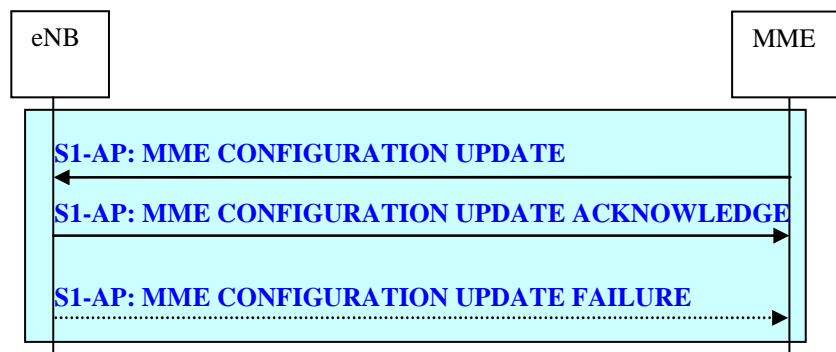 eNB
MME
S1-AP: MME CONFIGURATION UPDATE
S1-AP: MME CONFIGURATION UPDATE ACKNOWLEDGE
S1-AP: MME CONFIGURATION UPDATE FAILURE